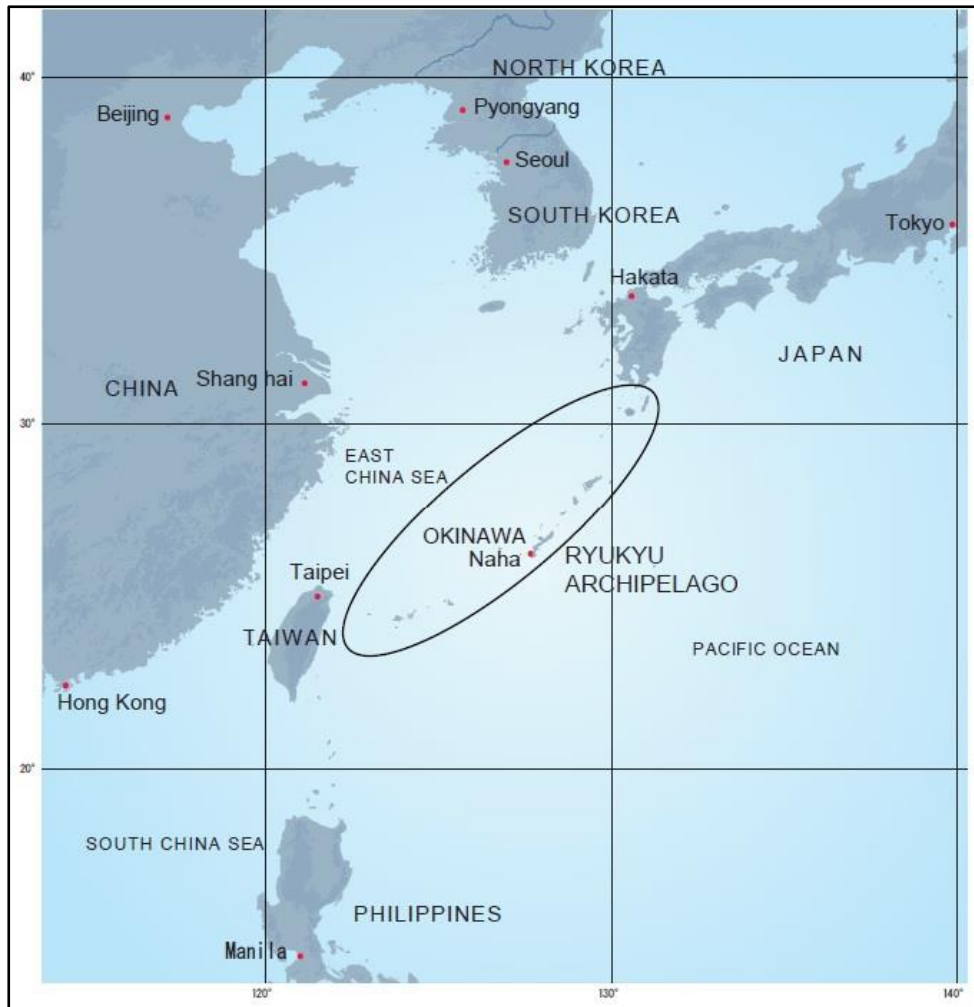 40°
NORTH KOREA
Beijing
Pyongyang
Seoul
SOUTH KOREA
Tokyo
Hakata
JAPAN
CHINA
Shang hai
30°
EAST
CHINA SEA
OKINAWA
Naha
RYUKYU
ARCHIPELAGO
Taipei
TAIWAN
PACIFIC OCEAN
Hong Kong
20°
SOUTH CHINA SEA
PHILIPPINES
Manila
120°
130°
140°